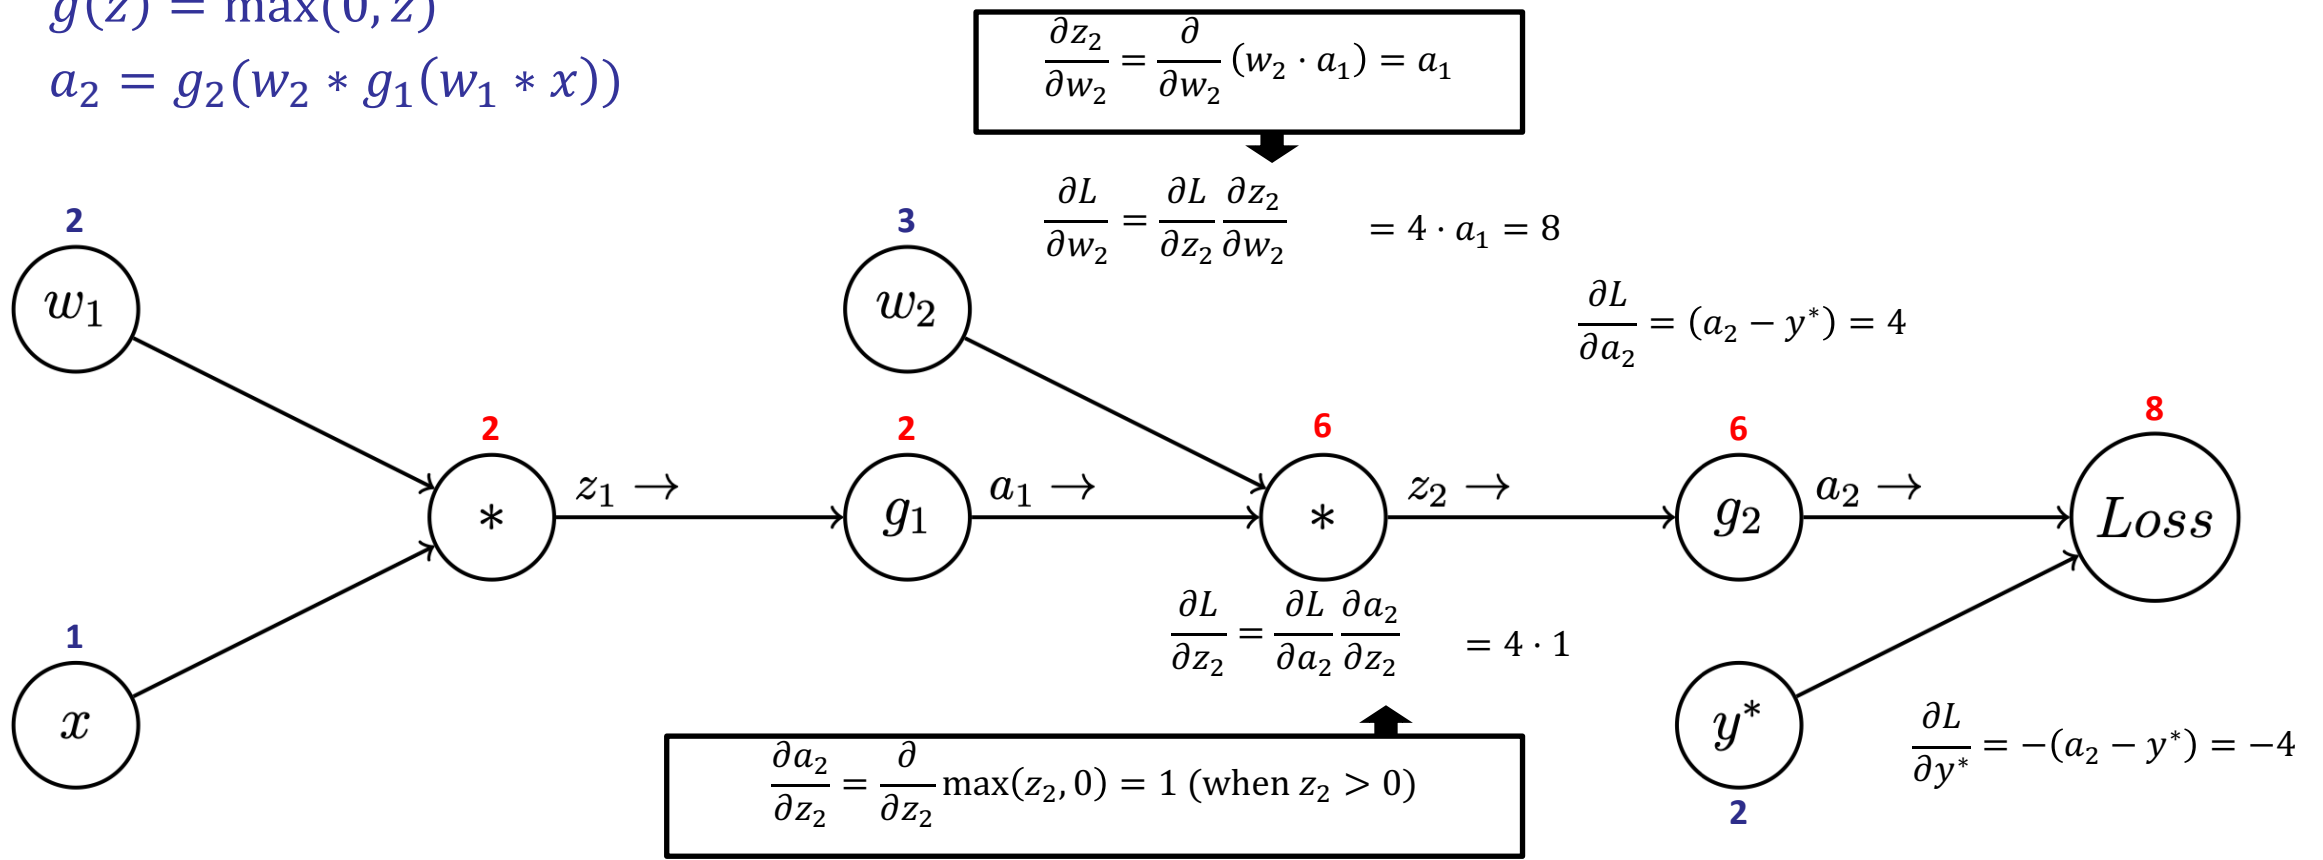 g(z) = max(0, z)
a₂ = g₂(w₂ * g₁(w₁ * x))
∂z₂/∂w₂ = ∂/∂w₂ (w₂ · a₁) = a₁
∂L/∂w₂ = ∂L/∂z₂ ∂z₂/∂w₂ = 4 · a₁ = 8
2
w₁
3
w₂
∂L/∂a₂ = (a₂ − y*) = 4
2
*
z₁ →
2
g₁
a₁ →
6
*
z₂ →
6
g₂
a₂ →
8
Loss
∂L/∂z₂ = ∂L/∂a₂ ∂a₂/∂z₂ = 4 · 1
1
x
∂a₂/∂z₂ = ∂/∂z₂ max(z₂, 0) = 1 (when z₂ > 0)
y*
2
∂L/∂y* = −(a₂ − y*) = −4